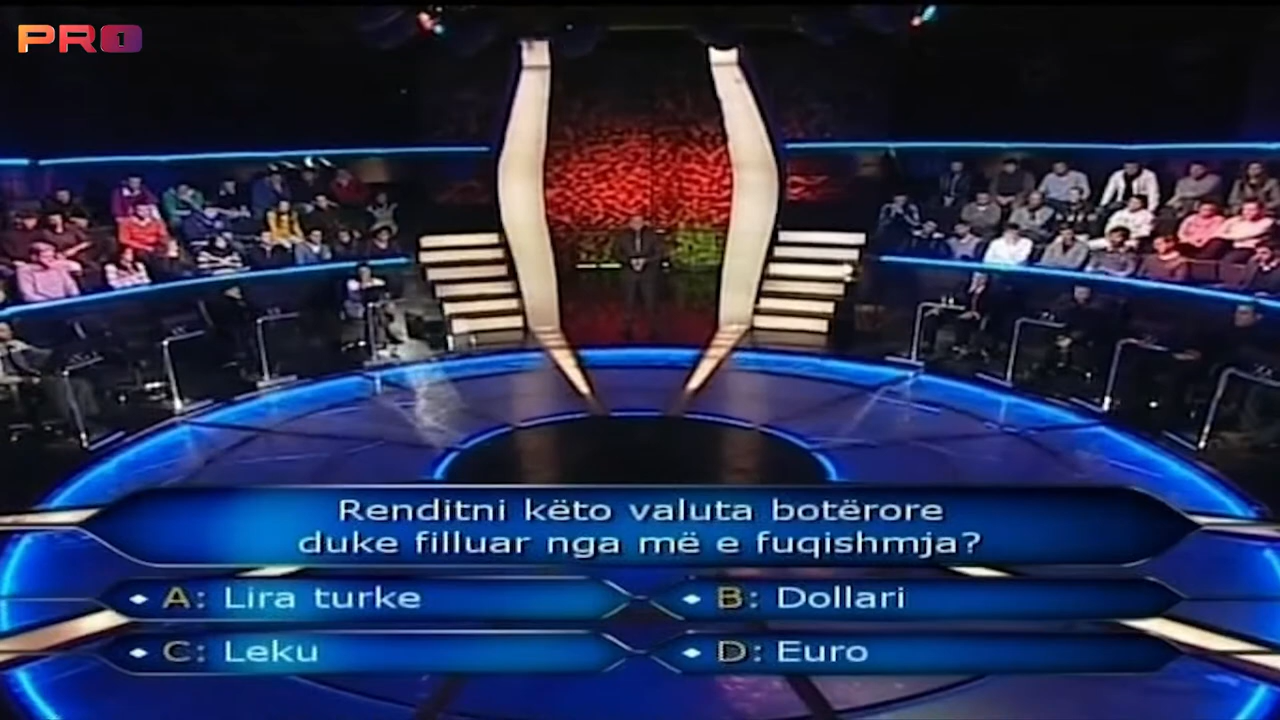 PRO1
Renditni këto valuta botërore
duke filluar nga më e fuqishmja?
A: Lira turke
B: Dollari
C: Leku
D: Euro